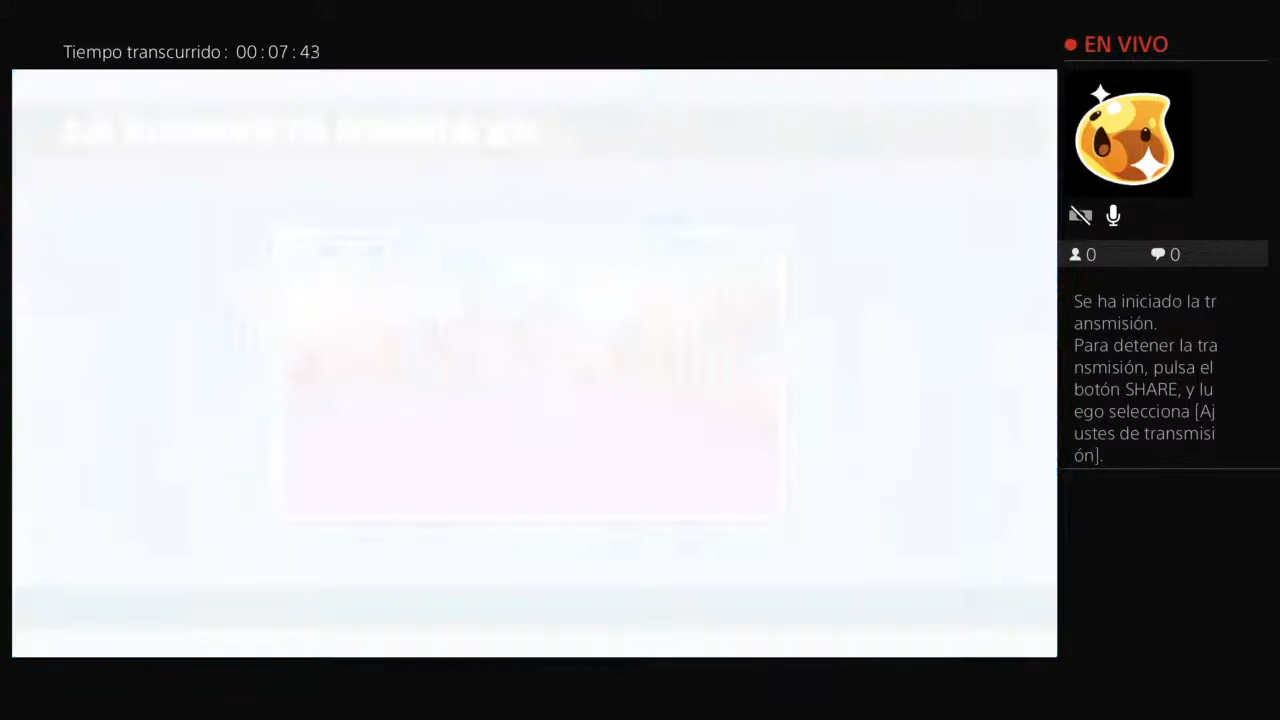 Tiempo transcurrido: 00:07:43
EN VIVO
0
0
Se ha iniciado la tr
ansmisión.
Para detener la tra
nsmisión, pulsa el
botón SHARE, y lu
ego selecciona [Aj
ustes de transmisi
ón].